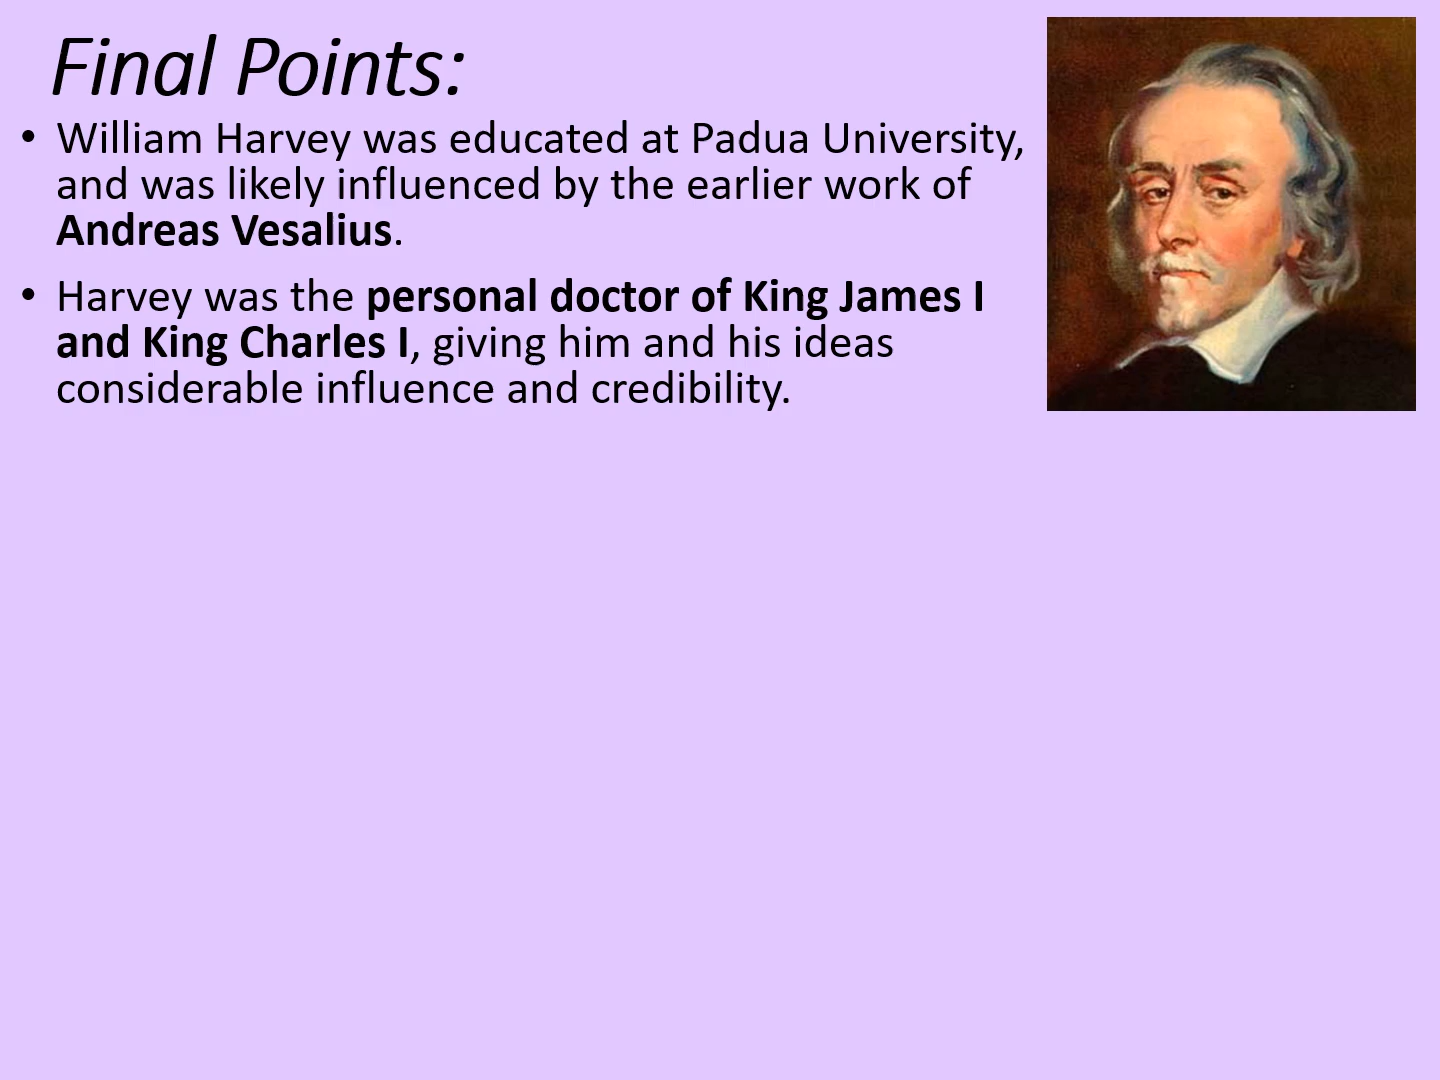 Final Points:
• William Harvey was educated at Padua University,
and was likely influenced by the earlier work of
Andreas Vesalius.
• Harvey was the personal doctor of King James I
and King Charles I, giving him and his ideas
considerable influence and credibility.